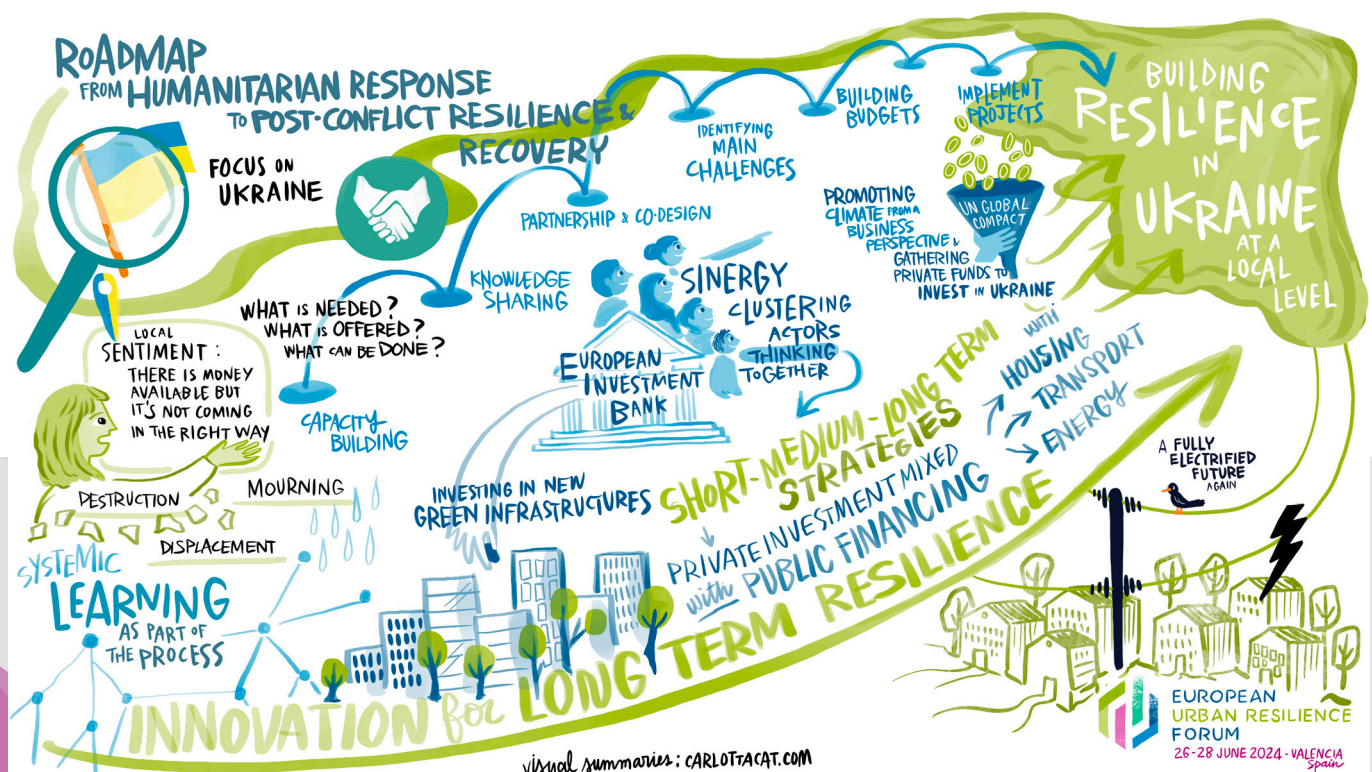 ROADMAP
FROM HUMANITARIAN RESPONSE
TO POST-CONFLICT RESILIENCE &
RECOVERY
FOCUS ON
UKRAINE
LOCAL
SENTIMENT:
THERE IS MONEY
AVAILABLE BUT
IT'S NOT COMING
IN THE RIGHT WAY
DESTRUCTION
MOURNING
DISPLACEMENT
SYSTEMIC
LEARNING
AS PART OF
THE PROCESS
WHAT IS NEEDED?
WHAT IS OFFERED?
WHAT CAN BE DONE?
CAPACITY
BUILDING
KNOWLEDGE
SHARING
PARTNERSHIP & CO-DESIGN
IDENTIFYING
MAIN
CHALLENGES
BUILDING
BUDGETS
IMPLEMENT
PROJECTS
BUILDING
RESILIENCE
IN
UKRAINE
AT A
LOCAL
LEVEL
PROMOTING
CLIMATE FROM A
BUSINESS
PERSPECTIVE &
GATHERING
PRIVATE FUNDS TO
INVEST IN UKRAINE
UN GLOBAL
COMPACT
SINERGY
CLUSTERING
ACTORS
THINKING
TOGETHER
EUROPEAN
INVESTMENT
BANK
INVESTING IN NEW
GREEN INFRASTRUCTURES
SHORT-MEDIUM-LONG TERM
STRATEGIES
PRIVATE INVESTMENT MIXED
with PUBLIC FINANCING
WITH
HOUSING
TRANSPORT
ENERGY
INNOVATION for LONG TERM RESILIENCE
A FULLY
ELECTRIFIED
FUTURE
AGAIN
EUROPEAN
URBAN RESILIENCE
FORUM
26-28 JUNE 2024 - VALENCIA
Spain
visual summaries: CARLOTTACAT.COM